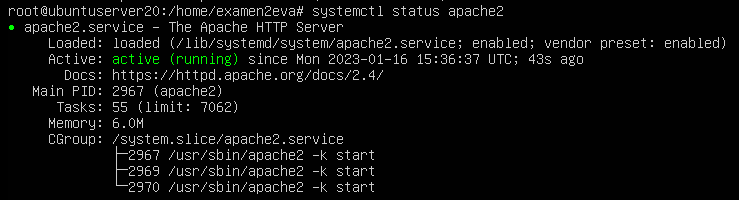 root@ubuntuserver20:/home/examen2eva# systemctl status apache2
● apache2.service – The Apache HTTP Server
Loaded: loaded (/lib/systemd/system/apache2.service; enabled; vendor preset: enabled)
Active: active (running) since Mon 2023-01-16 15:36:37 UTC; 43s ago
Docs: https://httpd.apache.org/docs/2.4/
Main PID: 2967 (apache2)
Tasks: 55 (limit: 7062)
Memory: 6.0M
CGroup: /system.slice/apache2.service
├─2967 /usr/sbin/apache2 -k start
├─2969 /usr/sbin/apache2 -k start
└─2970 /usr/sbin/apache2 -k start